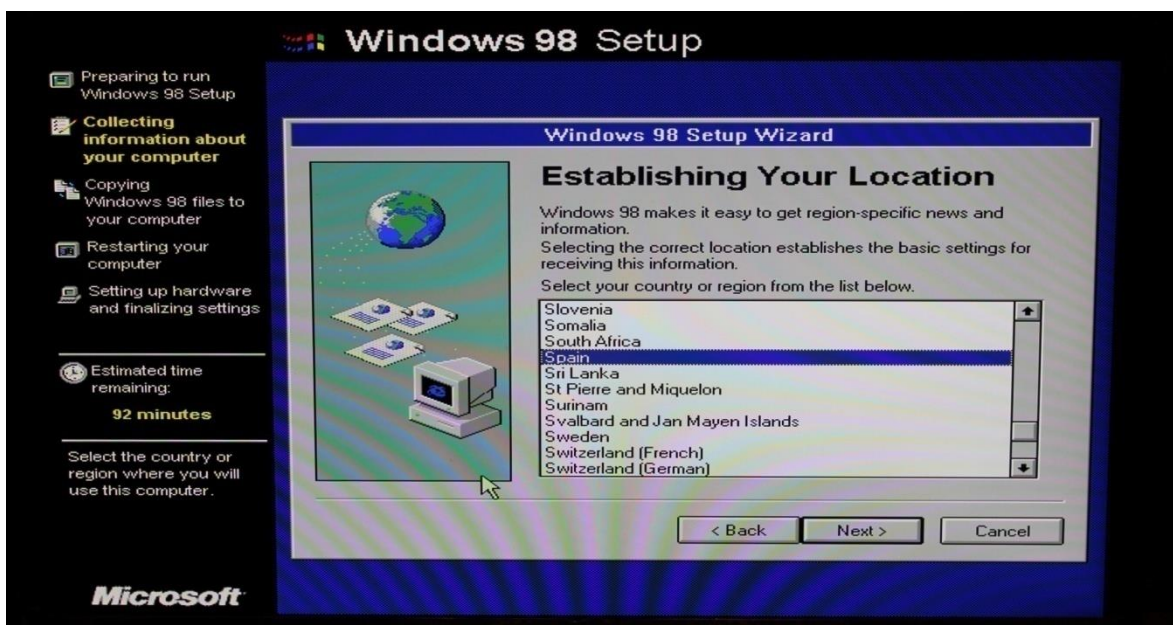 Windows 98 Setup
Preparing to run
Windows 98 Setup
Collecting
information about
your computer
Copying
Windows 98 files to
your computer
Restarting your
computer
Setting up hardware
and finalizing settings
Estimated time
remaining:
92 minutes
Select the country or
region where you will
use this computer.
Microsoft
Windows 98 Setup Wizard
Establishing Your Location
Windows 98 makes it easy to get region-specific news and
information.
Selecting the correct location establishes the basic settings for
receiving this information.
Select your country or region from the list below.
Slovenia
Somalia
South Africa
Spain
Sri Lanka
St Pierre and Miquelon
Surinam
Svalbard and Jan Mayen Islands
Sweden
Switzerland (French)
Switzerland (German)
< Back
Next >
Cancel